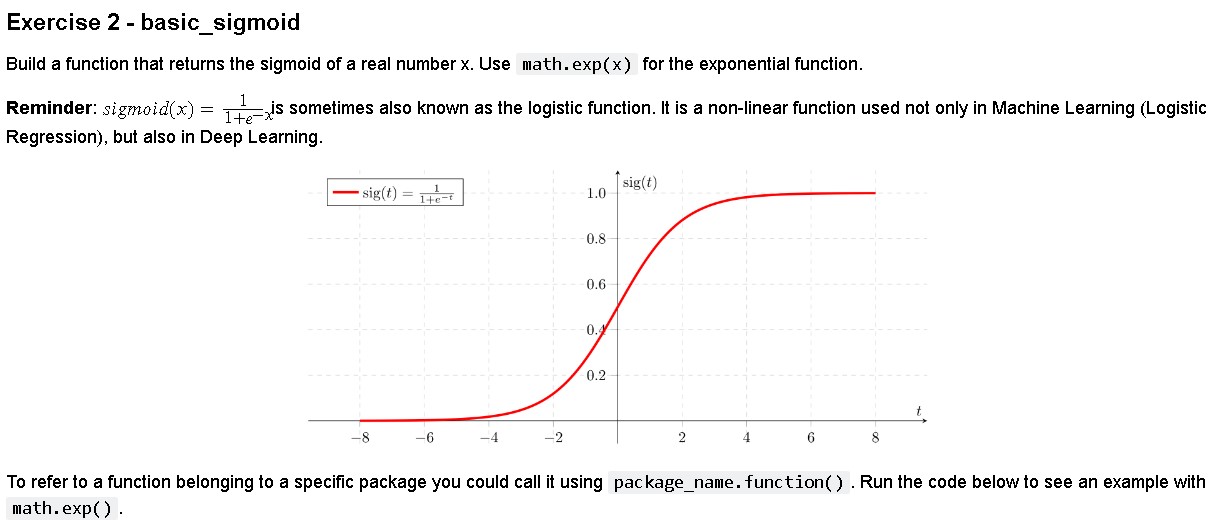 Exercise 2 - basic_sigmoid
Build a function that returns the sigmoid of a real number x. Use math.exp(x) for the exponential function.
Reminder: sigmoid(x) = 1/(1+e^−x) is sometimes also known as the logistic function. It is a non-linear function used not only in Machine Learning (Logistic
Regression), but also in Deep Learning.
sig(t) = 1/(1+e^−t)
sig(t)
1.0
0.8
0.6
0.4
0.2
t
−8 −6 −4 −2 2 4 6 8
To refer to a function belonging to a specific package you could call it using package_name.function() . Run the code below to see an example with
math.exp() .